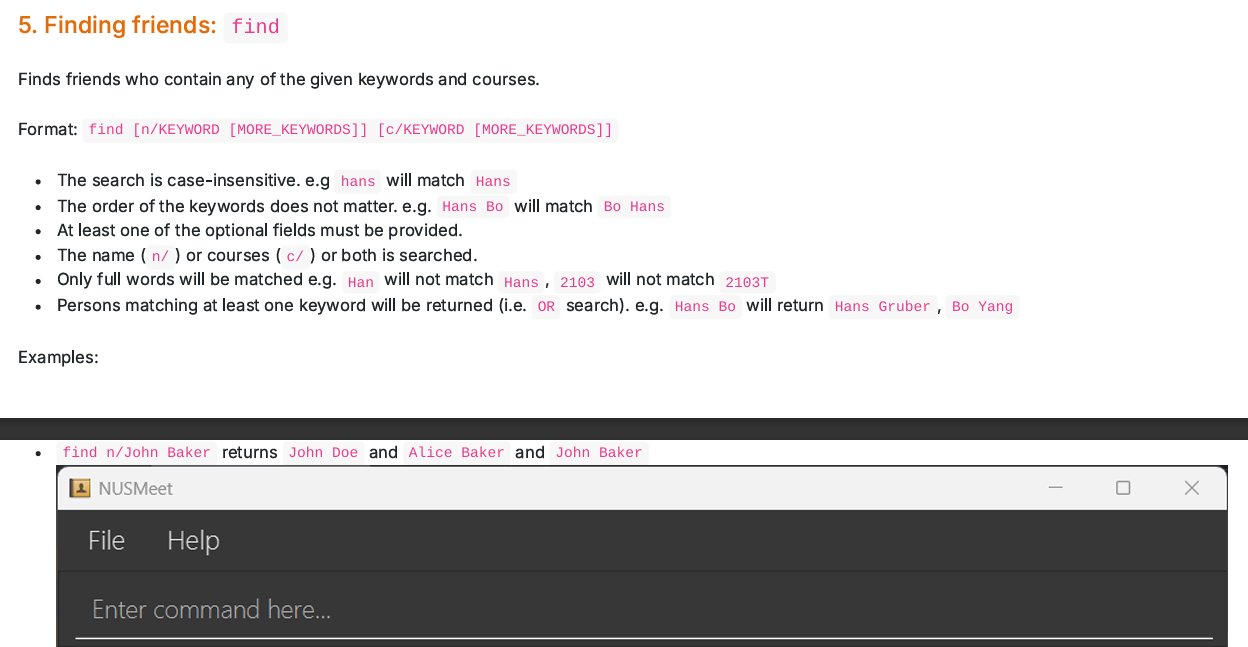 5. Finding friends: find
Finds friends who contain any of the given keywords and courses.
Format: find [n/KEYWORD [MORE_KEYWORDS]] [c/KEYWORD [MORE_KEYWORDS]]
• The search is case-insensitive. e.g hans will match Hans
• The order of the keywords does not matter. e.g. Hans Bo will match Bo Hans
• At least one of the optional fields must be provided.
• The name ( n/ ) or courses ( c/ ) or both is searched.
• Only full words will be matched e.g. Han will not match Hans , 2103 will not match 2103T
• Persons matching at least one keyword will be returned (i.e. OR search). e.g. Hans Bo will return Hans Gruber , Bo Yang
Examples:
• find n/John Baker returns John Doe and Alice Baker and John Baker
NUSMeet
File Help
Enter command here...